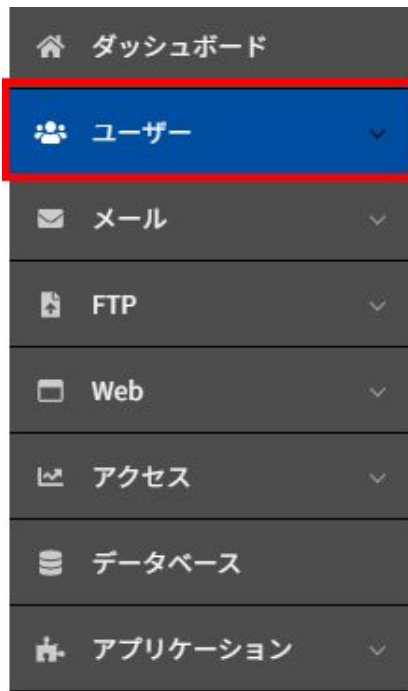 ダッシュボード
ユーザー
メール
FTP
Web
アクセス
データベース
アプリケーション